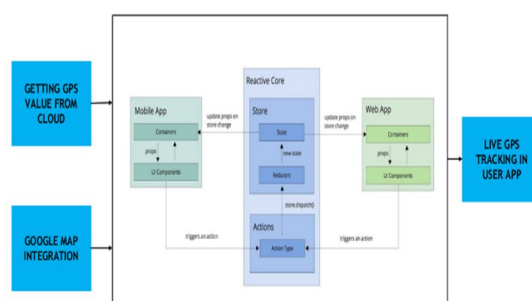 GETTING GPS
VALUE FROM
CLOUD
GOOGLE MAP
INTEGRATION
Mobile App
Containers
props
UI Components
update props on
store change
triggers an action
Reactive Core
Store
State
new state
Reducers
store.dispatch()
Actions
Action Type
update props on
store change
triggers an action
Web App
Containers
props
UI Components
LIVE GPS
TRACKING IN
USER APP